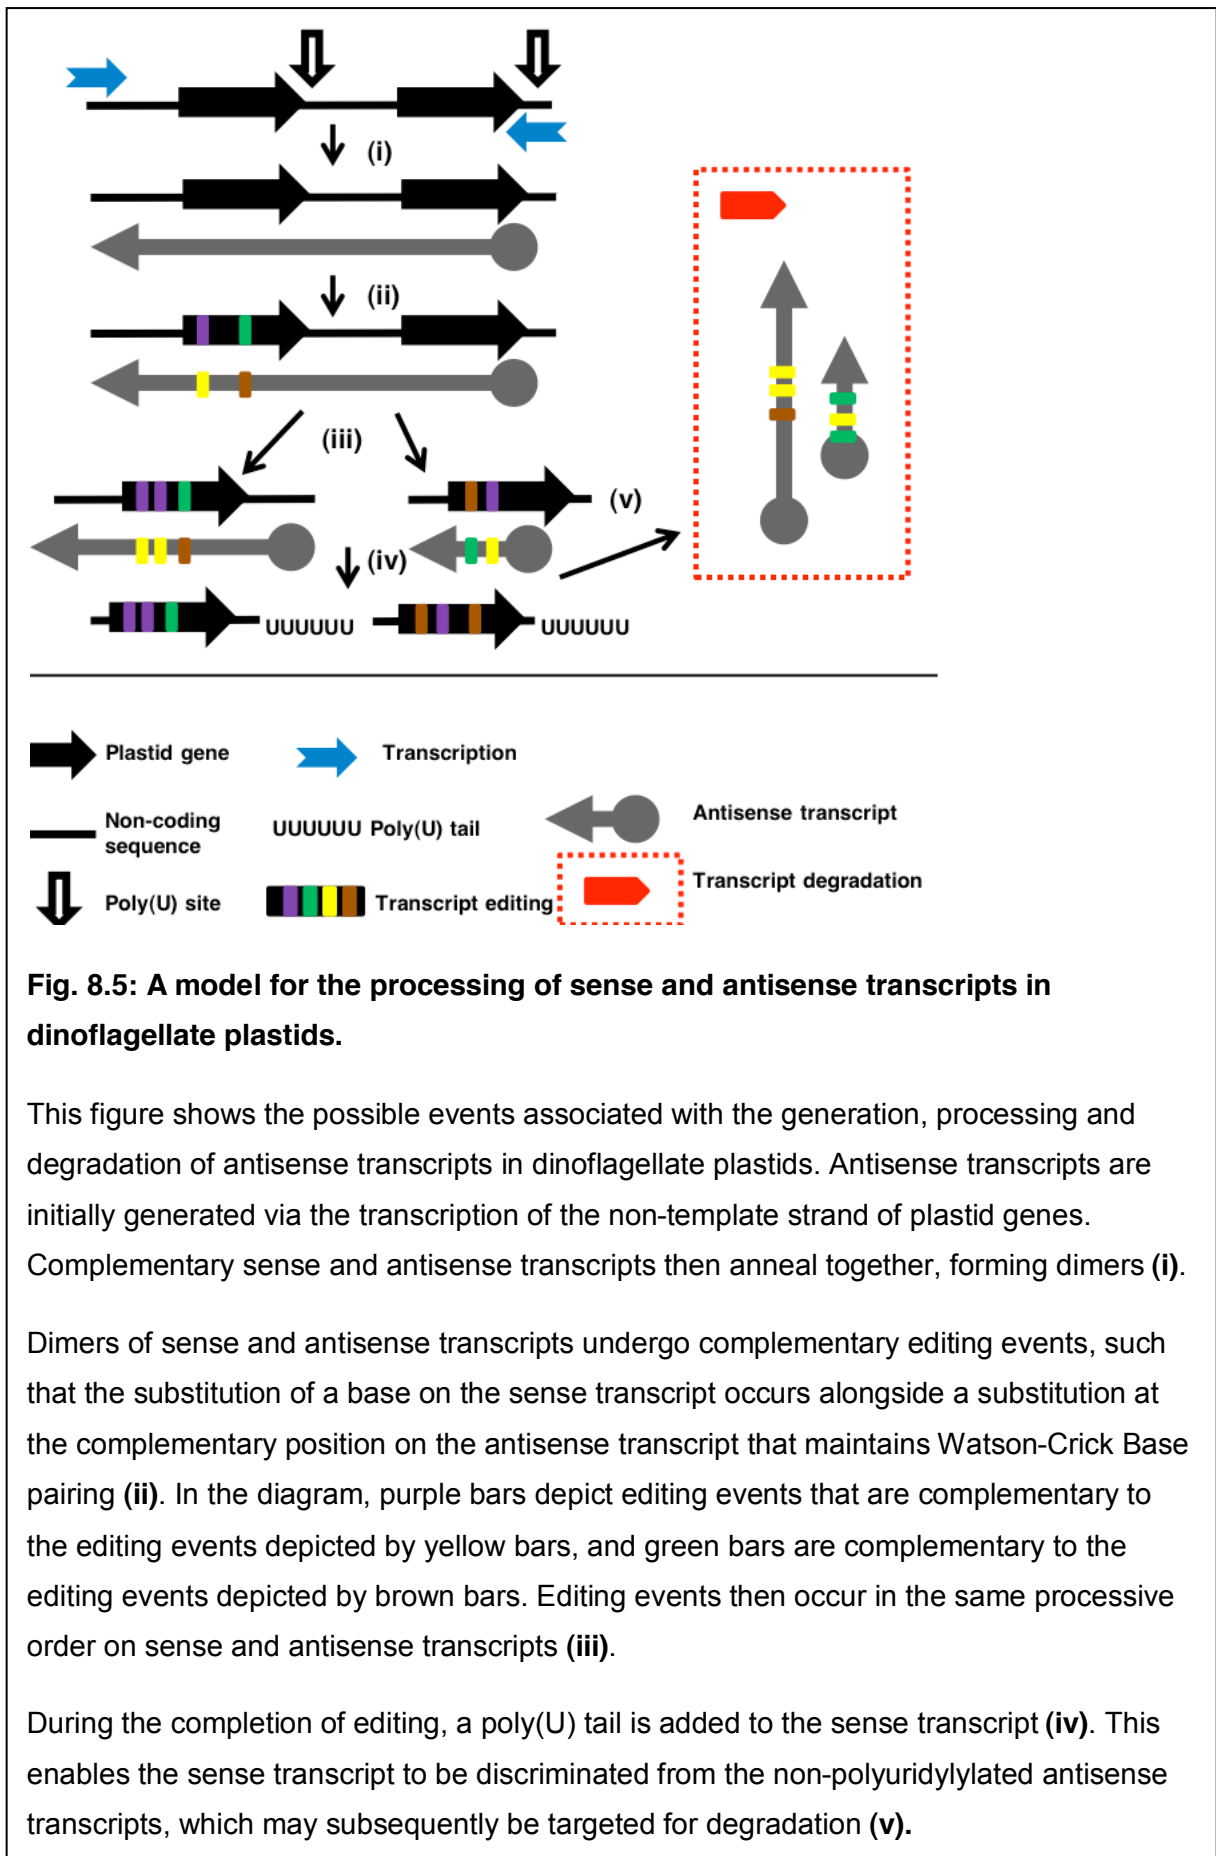 (i)
(ii)
(iii)
(v)
(iv)
UUUUUU UUUUUU
Plastid gene Transcription
Non-coding sequence UUUUUU Poly(U) tail Antisense transcript
Poly(U) site Transcript editing Transcript degradation
Fig. 8.5: A model for the processing of sense and antisense transcripts in
dinoflagellate plastids.
This figure shows the possible events associated with the generation, processing and
degradation of antisense transcripts in dinoflagellate plastids. Antisense transcripts are
initially generated via the transcription of the non-template strand of plastid genes.
Complementary sense and antisense transcripts then anneal together, forming dimers (i).
Dimers of sense and antisense transcripts undergo complementary editing events, such
that the substitution of a base on the sense transcript occurs alongside a substitution at
the complementary position on the antisense transcript that maintains Watson-Crick Base
pairing (ii). In the diagram, purple bars depict editing events that are complementary to
the editing events depicted by yellow bars, and green bars are complementary to the
editing events depicted by brown bars. Editing events then occur in the same processive
order on sense and antisense transcripts (iii).
During the completion of editing, a poly(U) tail is added to the sense transcript (iv). This
enables the sense transcript to be discriminated from the non-polyuridylylated antisense
transcripts, which may subsequently be targeted for degradation (v).